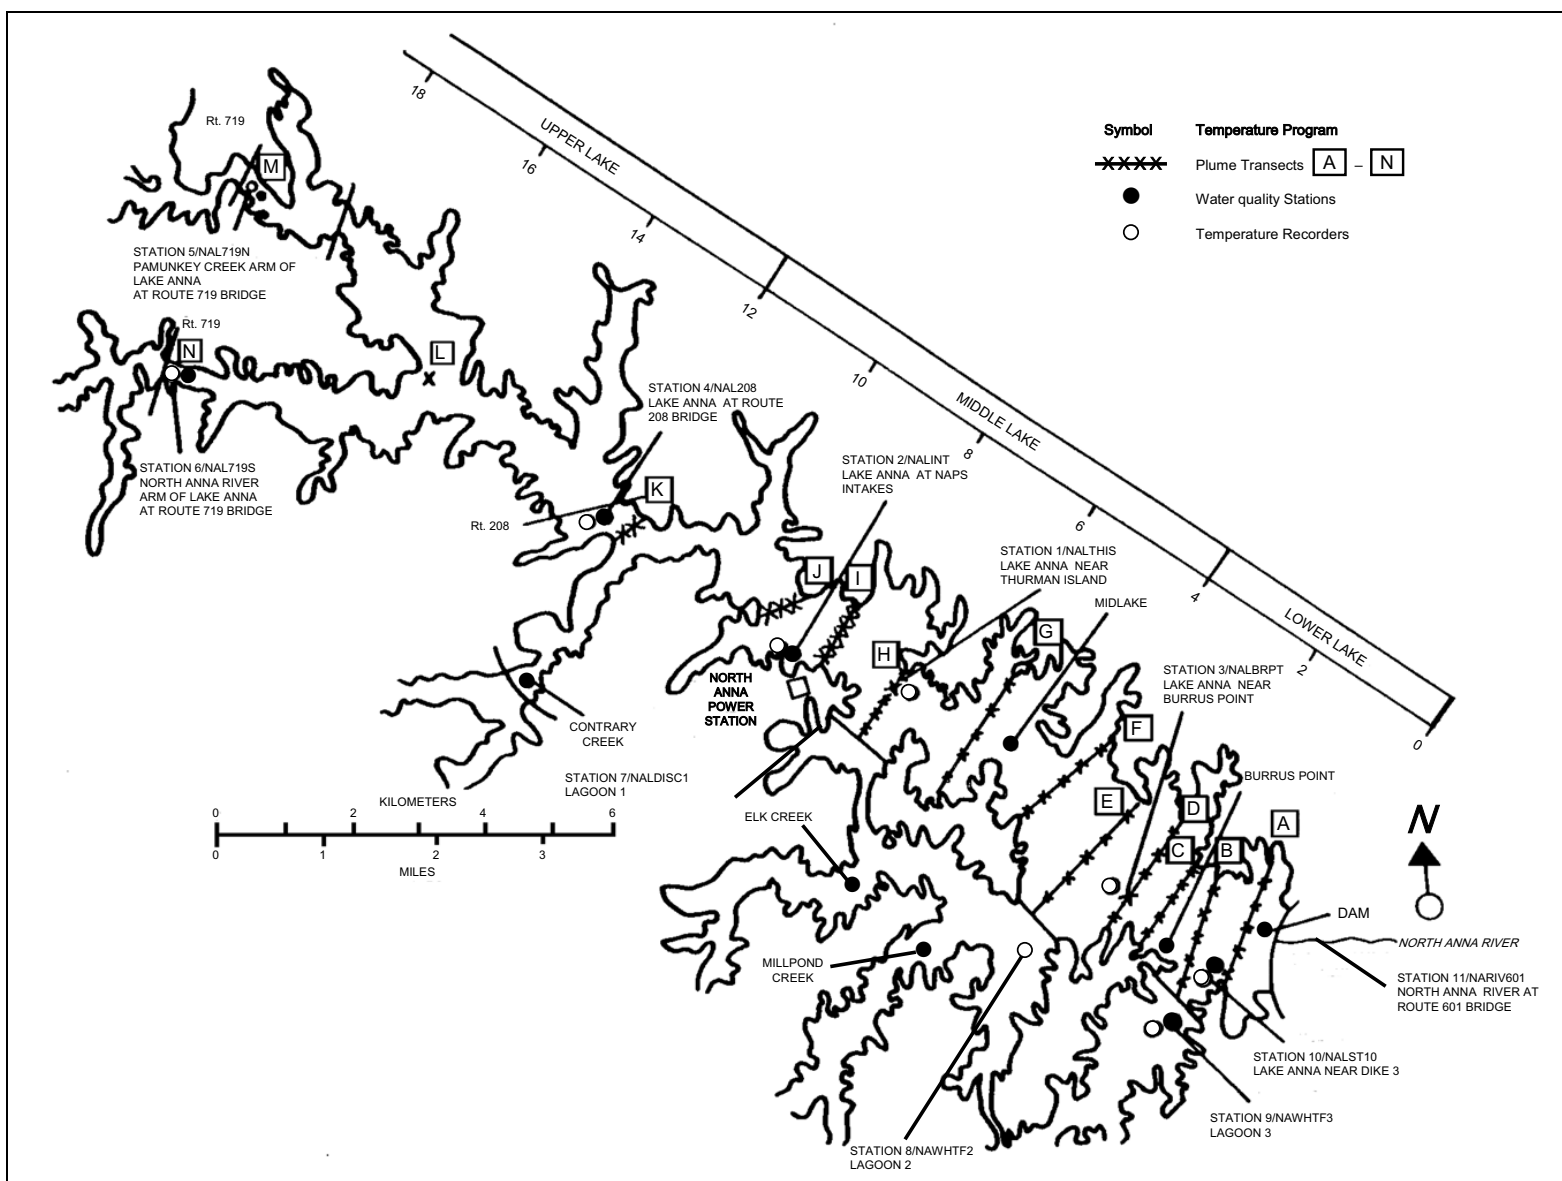 18
UPPER LAKE
16
14
12
10
MIDDLE LAKE
8
6
4
LOWER LAKE
2
0
Symbol Temperature Program
Plume Transects A – N
Water quality Stations
Temperature Recorders
Rt. 719
M
STATION 5/NAL719N
PAMUNKEY CREEK ARM OF
LAKE ANNA
AT ROUTE 719 BRIDGE
Rt. 719
N
L
STATION 6/NAL719S
NORTH ANNA RIVER
ARM OF LAKE ANNA
AT ROUTE 719 BRIDGE
STATION 4/NAL208
LAKE ANNA AT ROUTE
208 BRIDGE
K
Rt. 208
STATION 2/NALINT
LAKE ANNA AT NAPS
INTAKES
J
I
STATION 1/NALTHIS
LAKE ANNA NEAR
THURMAN ISLAND
MIDLAKE
G
H
NORTH
ANNA
POWER
STATION
CONTRARY
CREEK
STATION 7/NALDISC1
LAGOON 1
STATION 3/NALBRPT
LAKE ANNA NEAR
BURRUS POINT
F
BURRUS POINT
E
D
A
C
B
N
KILOMETERS
0 2 4 6
0 1 2 3
MILES
ELK CREEK
MILLPOND
CREEK
DAM
NORTH ANNA RIVER
STATION 11/NARIV601
NORTH ANNA RIVER AT
ROUTE 601 BRIDGE
STATION 10/NALST10
LAKE ANNA NEAR DIKE 3
STATION 9/NAWHTF3
LAGOON 3
STATION 8/NAWHTF2
LAGOON 2